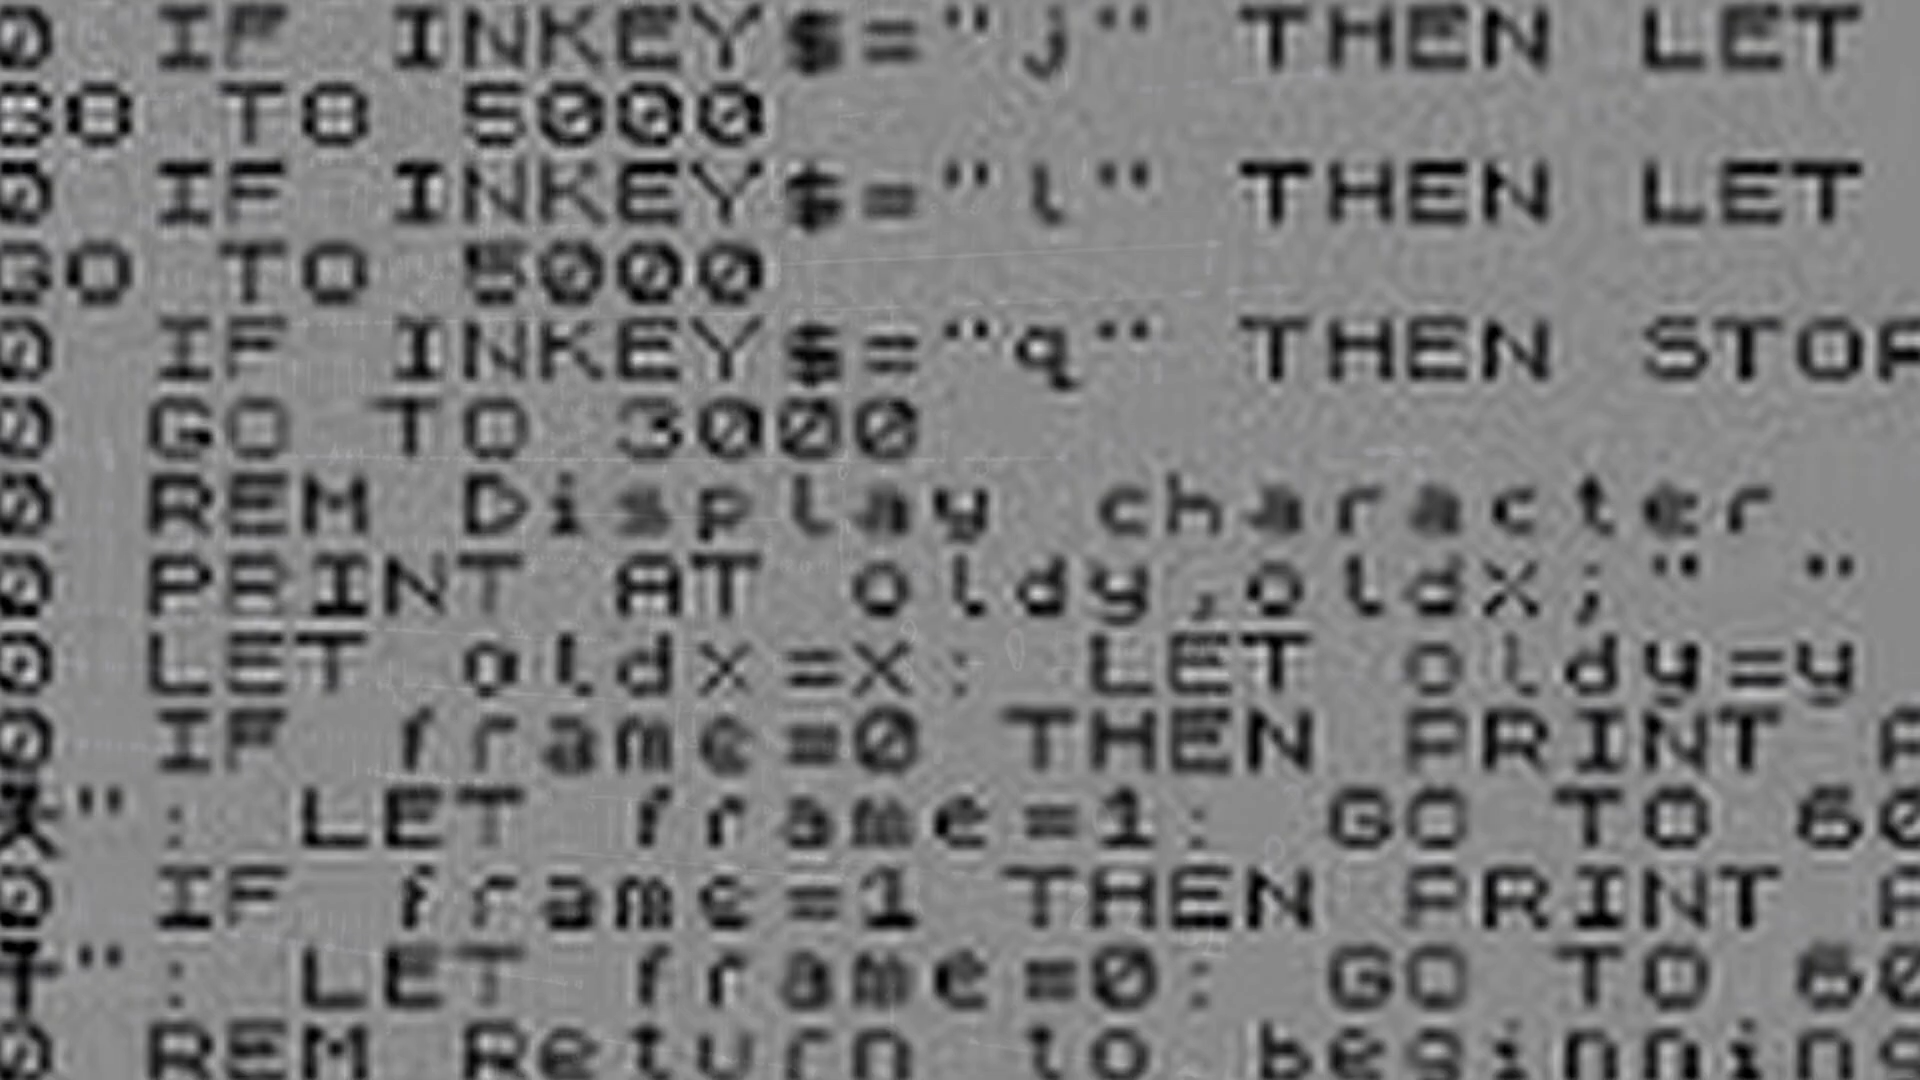 0 IF INKEY$="j" THEN LET
GO TO 5000
0 IF INKEY$="l" THEN LET
GO TO 5000
0 IF INKEY$="q" THEN STOP
0 GO TO 3000
0 REM Display character
0 PRINT AT oldy,oldx;" "
0 LET oldx=x: LET oldy=y
0 IF frame=0 THEN PRINT A
": LET frame=1: GO TO 60
0 IF frame=1 THEN PRINT A
": LET frame=0: GO TO 60
0 REM Return to beginning